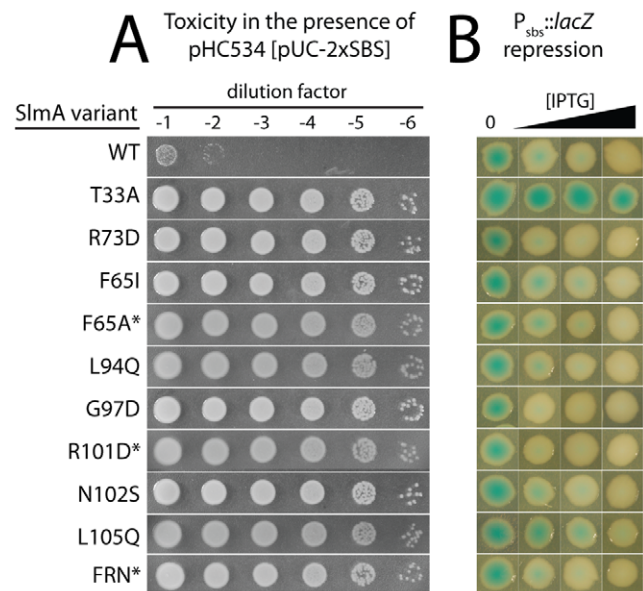 A Toxicity in the presence of
pHC534 [pUC-2xSBS]
B Psbs::lacZ
repression
SlmA variant
dilution factor
-1 -2 -3 -4 -5 -6
[IPTG]
0
WT
T33A
R73D
F65I
F65A*
L94Q
G97D
R101D*
N102S
L105Q
FRN*